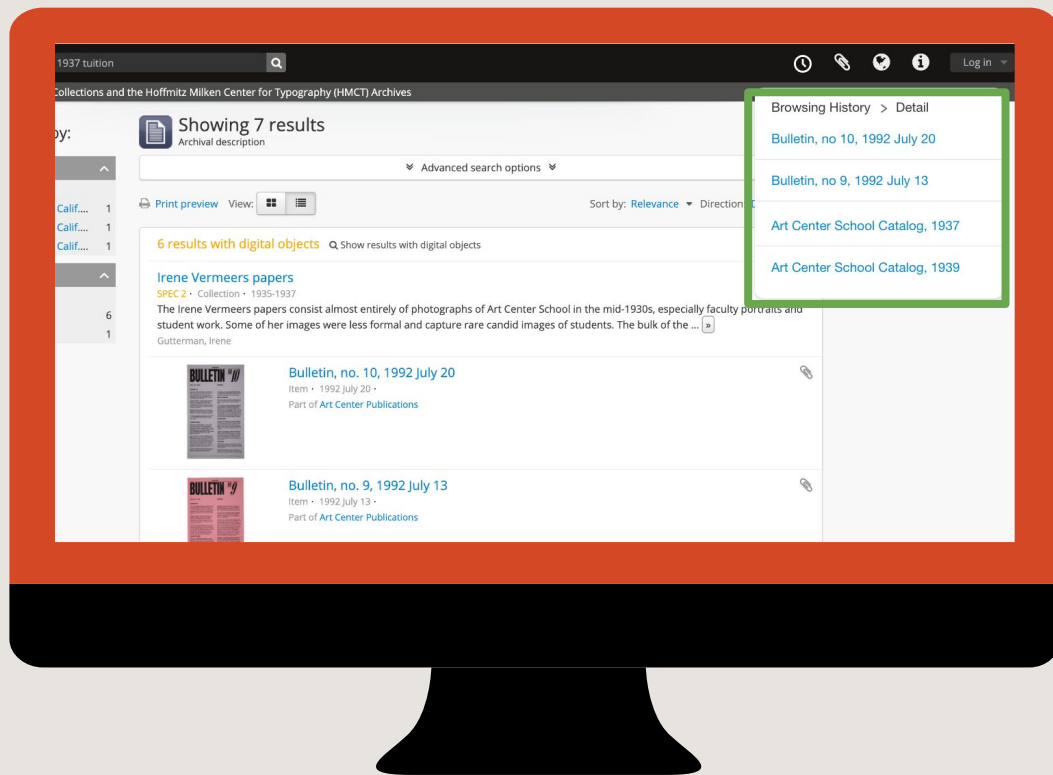 1937 tuition
Log in
Collections and the Hoffmitz Milken Center for Typography (HMCT) Archives
Browsing History > Detail
Bulletin, no 10, 1992 July 20
Bulletin, no 9, 1992 July 13
Art Center School Catalog, 1937
Art Center School Catalog, 1939
by:
Calif.... 1
Calif.... 1
Calif.... 1
6
1
Showing 7 results
Archival description
Advanced search options
Print preview View:
Sort by: Relevance Direction:
6 results with digital objects Show results with digital objects
Irene Vermeers papers
SPEC 2 · Collection · 1935-1937
The Irene Vermeers papers consist almost entirely of photographs of Art Center School in the mid-1930s, especially faculty portraits and
student work. Some of her images were less formal and capture rare candid images of students. The bulk of the ... »
Gutterman, Irene
BULLETIN #10
Bulletin, no. 10, 1992 July 20
Item · 1992 July 20 ·
Part of Art Center Publications
BULLETIN #9
Bulletin, no. 9, 1992 July 13
Item · 1992 July 13 ·
Part of Art Center Publications